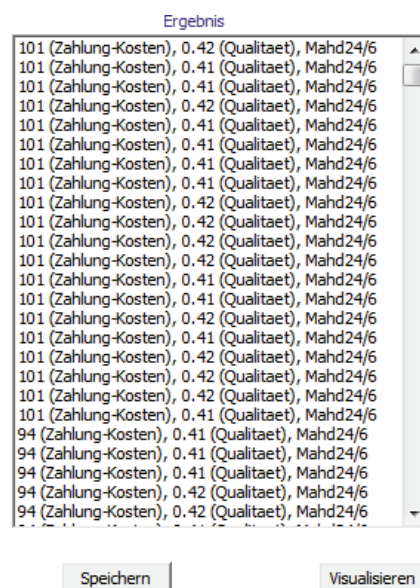 Ergebnis
101 (Zahlung-Kosten), 0.42 (Qualitaet), Mahd24/6
101 (Zahlung-Kosten), 0.41 (Qualitaet), Mahd24/6
101 (Zahlung-Kosten), 0.41 (Qualitaet), Mahd24/6
101 (Zahlung-Kosten), 0.42 (Qualitaet), Mahd24/6
101 (Zahlung-Kosten), 0.41 (Qualitaet), Mahd24/6
101 (Zahlung-Kosten), 0.41 (Qualitaet), Mahd24/6
101 (Zahlung-Kosten), 0.41 (Qualitaet), Mahd24/6
101 (Zahlung-Kosten), 0.41 (Qualitaet), Mahd24/6
101 (Zahlung-Kosten), 0.42 (Qualitaet), Mahd24/6
101 (Zahlung-Kosten), 0.42 (Qualitaet), Mahd24/6
101 (Zahlung-Kosten), 0.42 (Qualitaet), Mahd24/6
101 (Zahlung-Kosten), 0.42 (Qualitaet), Mahd24/6
101 (Zahlung-Kosten), 0.41 (Qualitaet), Mahd24/6
101 (Zahlung-Kosten), 0.41 (Qualitaet), Mahd24/6
101 (Zahlung-Kosten), 0.41 (Qualitaet), Mahd24/6
101 (Zahlung-Kosten), 0.42 (Qualitaet), Mahd24/6
101 (Zahlung-Kosten), 0.42 (Qualitaet), Mahd24/6
101 (Zahlung-Kosten), 0.42 (Qualitaet), Mahd24/6
101 (Zahlung-Kosten), 0.42 (Qualitaet), Mahd24/6
101 (Zahlung-Kosten), 0.41 (Qualitaet), Mahd24/6
94 (Zahlung-Kosten), 0.41 (Qualitaet), Mahd24/6
94 (Zahlung-Kosten), 0.41 (Qualitaet), Mahd24/6
94 (Zahlung-Kosten), 0.41 (Qualitaet), Mahd24/6
94 (Zahlung-Kosten), 0.42 (Qualitaet), Mahd24/6
94 (Zahlung-Kosten), 0.42 (Qualitaet), Mahd24/6
Speichern
Visualisieren